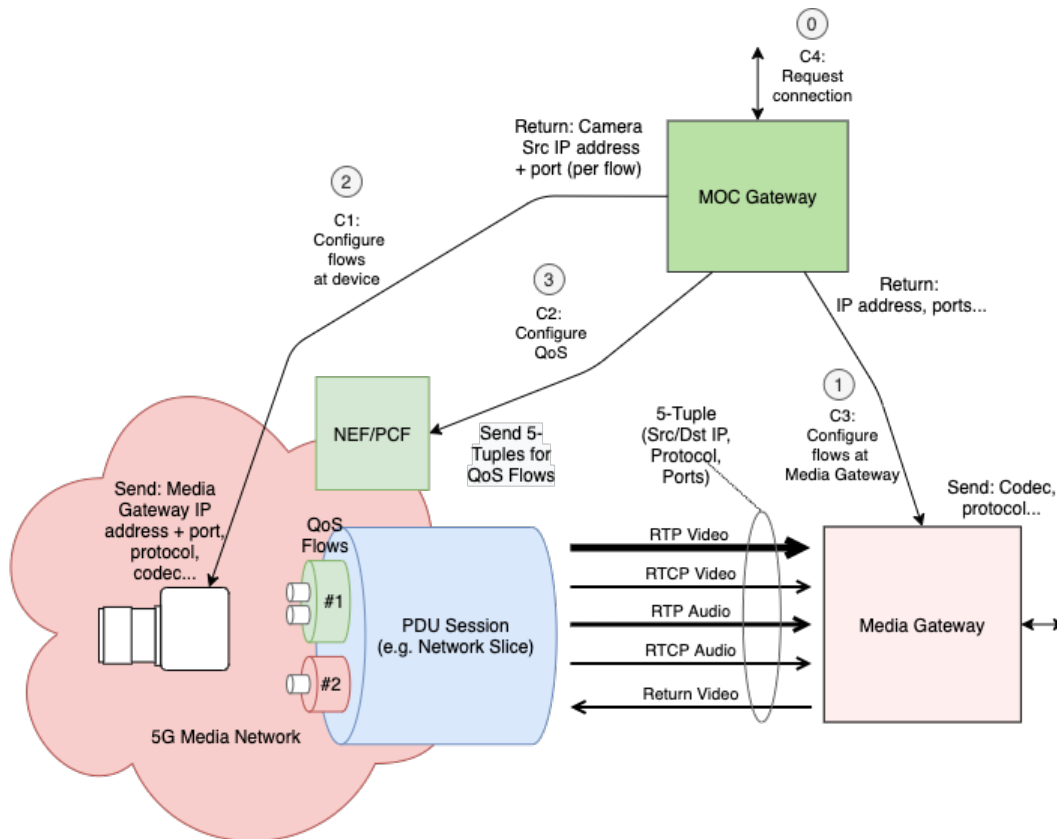 0
C4:
Request
connection
Return: Camera
Src IP address
+ port (per flow)
MOC Gateway
2
C1:
Configure
flows
at device
3
C2:
Configure
QoS
Return:
IP address, ports...
1
C3:
Configure
flows at
Media Gateway
NEF/PCF
Send 5-
Tuples for
QoS Flows
5-Tuple
(Src/Dst IP,
Protocol,
Ports)
Send: Codec,
protocol...
Send: Media
Gateway IP
address + port,
protocol,
codec...
QoS
Flows
#1
#2
PDU Session
(e.g. Network Slice)
RTP Video
RTCP Video
RTP Audio
RTCP Audio
Return Video
Media Gateway
5G Media Network